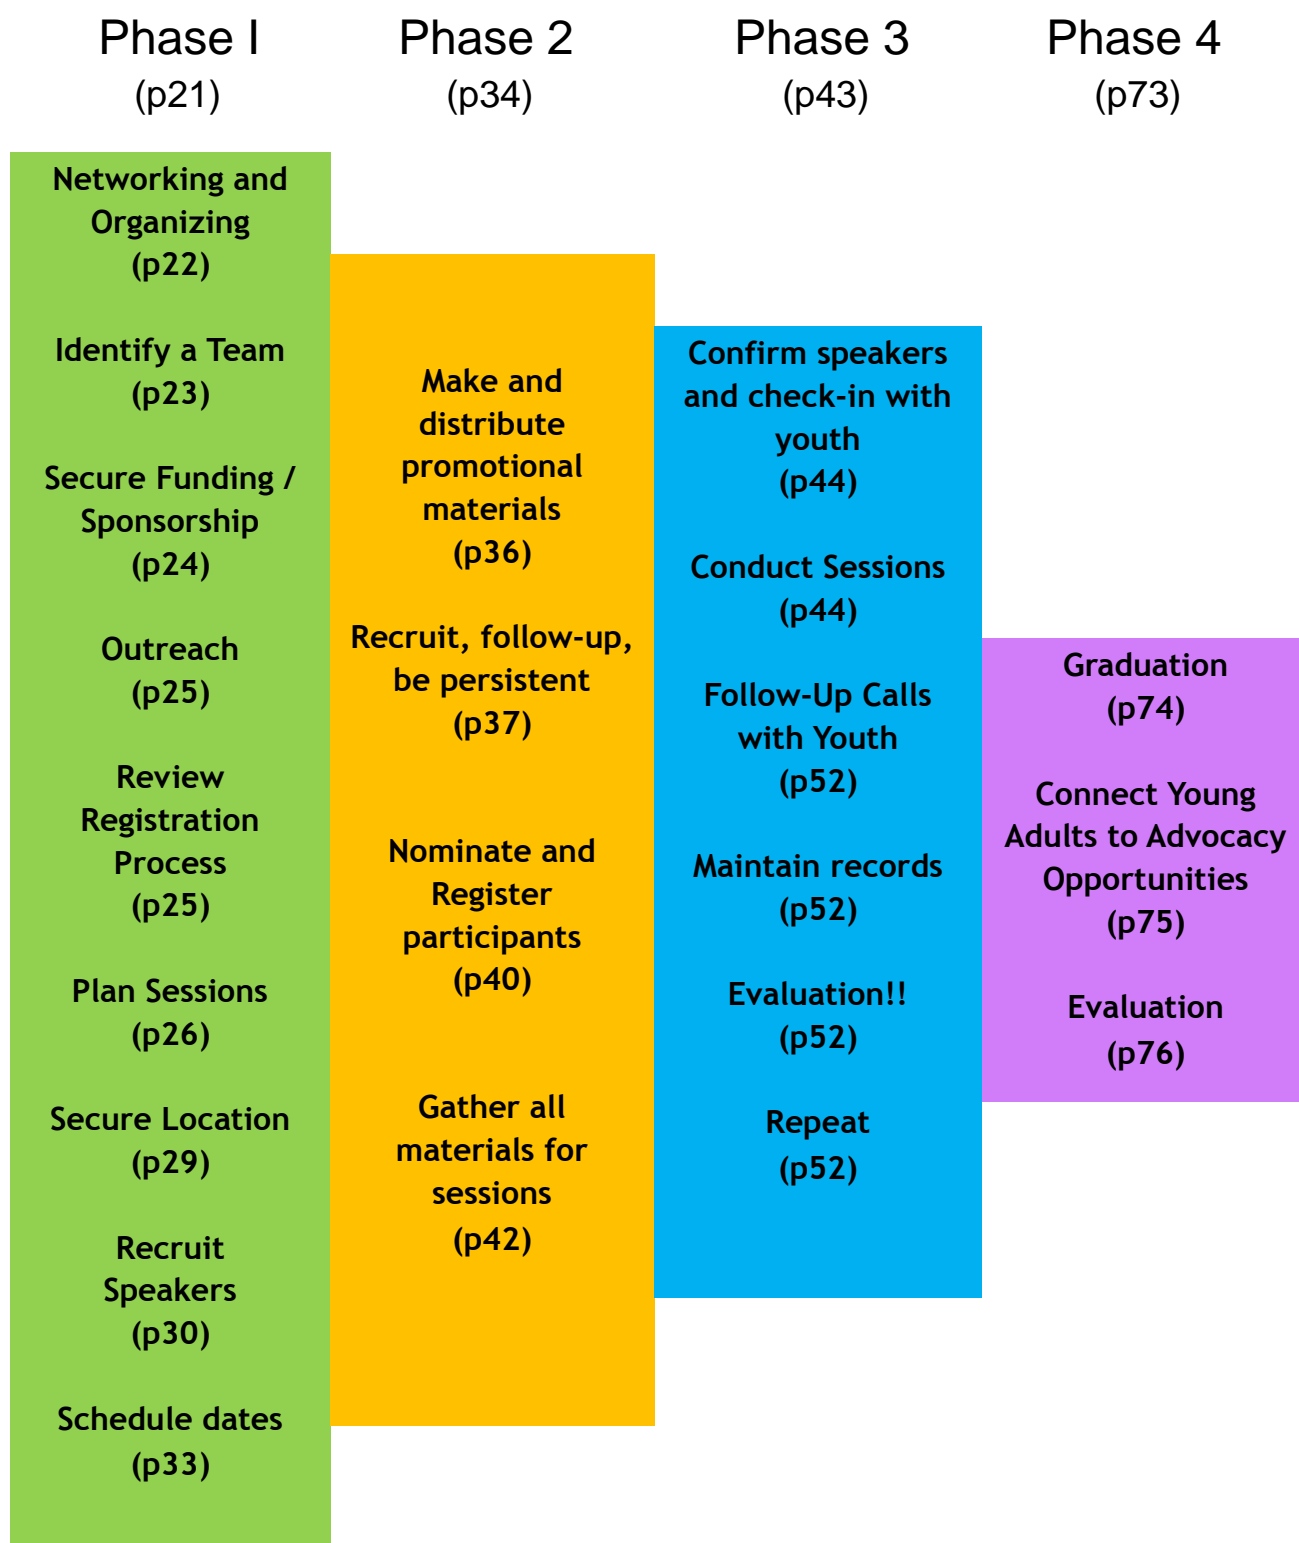 Phase I
(p21)
Phase 2
(p34)
Phase 3
(p43)
Phase 4
(p73)
Networking and
Organizing
(p22)
Identify a Team
(p23)
Secure Funding /
Sponsorship
(p24)
Outreach
(p25)
Review
Registration
Process
(p25)
Plan Sessions
(p26)
Secure Location
(p29)
Recruit
Speakers
(p30)
Schedule dates
(p33)
Make and
distribute
promotional
materials
(p36)
Recruit, follow-up,
be persistent
(p37)
Nominate and
Register
participants
(p40)
Gather all
materials for
sessions
(p42)
Confirm speakers
and check-in with
youth
(p44)
Conduct Sessions
(p44)
Follow-Up Calls
with Youth
(p52)
Maintain records
(p52)
Evaluation!!
(p52)
Repeat
(p52)
Graduation
(p74)
Connect Young
Adults to Advocacy
Opportunities
(p75)
Evaluation
(p76)